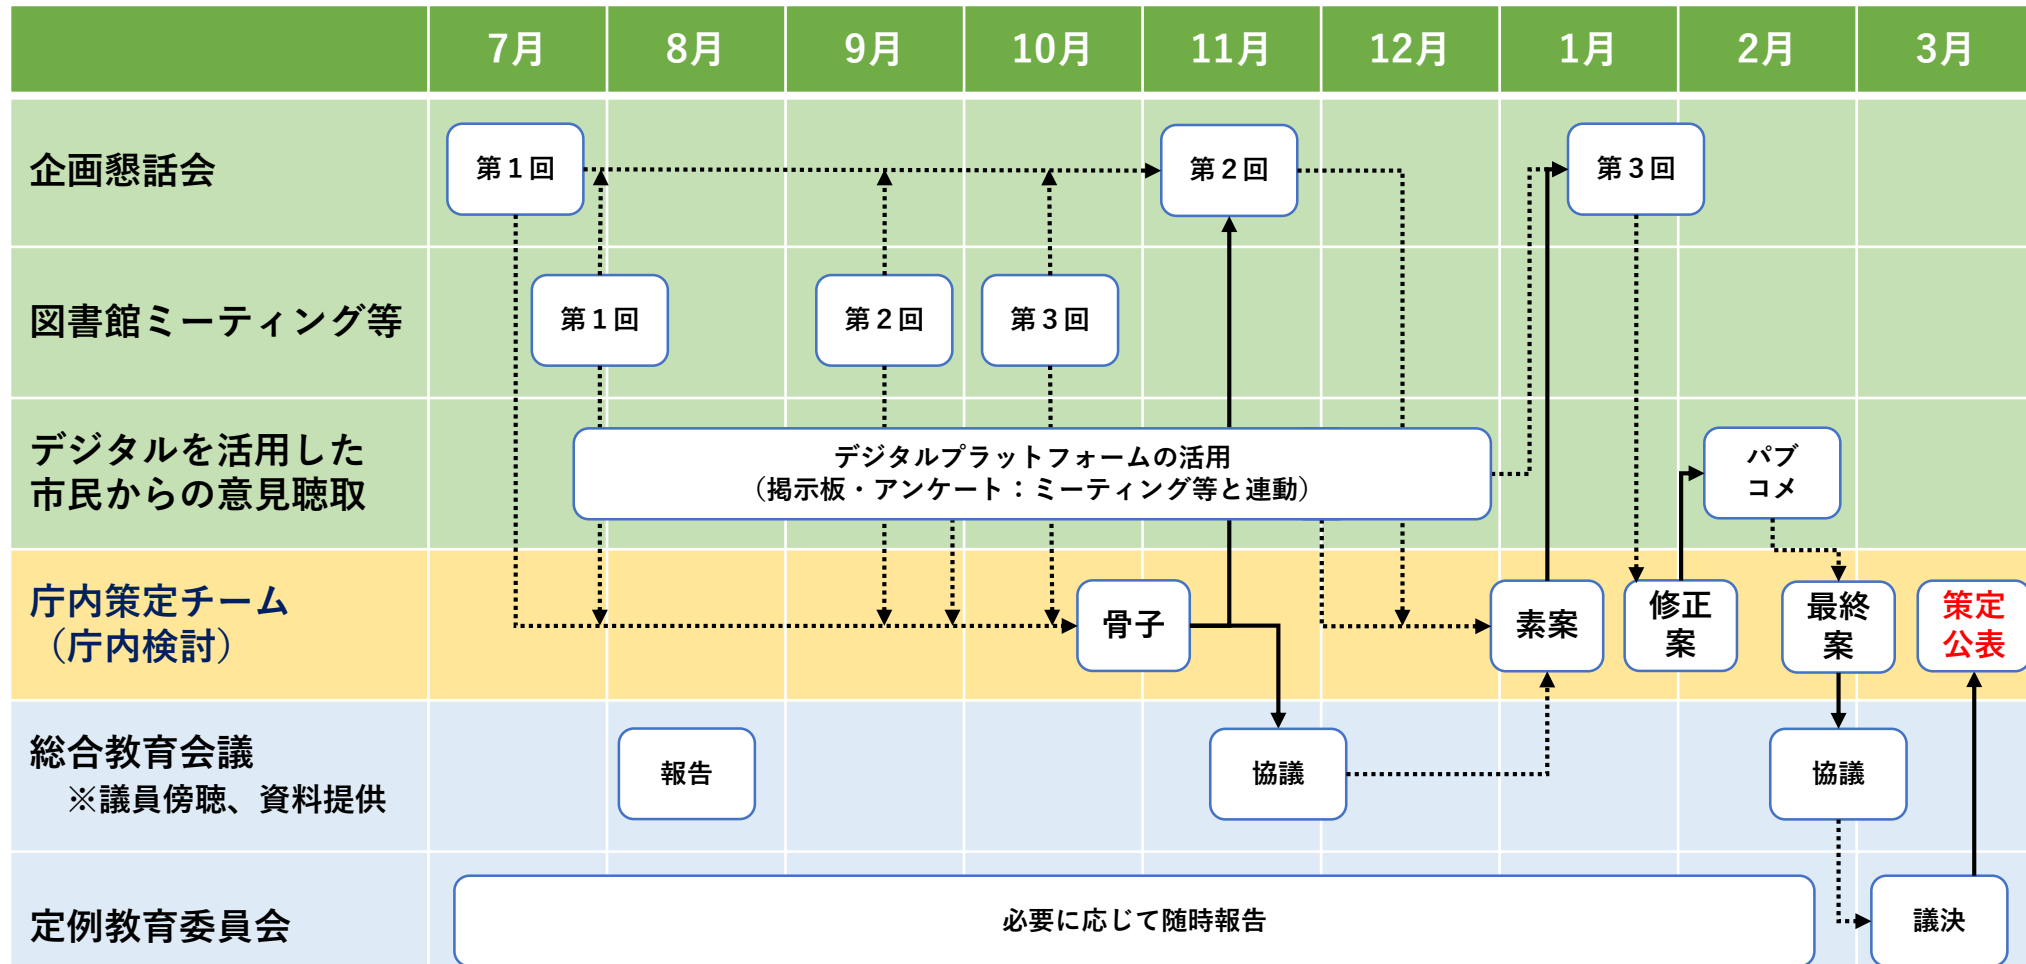 7月 8月 9月 10月 11月 12月 1月 2月 3月
企画懇話会
第1回 第2回 第3回
図書館ミーティング等
第1回 第2回 第3回
デジタルを活用した
市民からの意見聴取
デジタルプラットフォームの活用
（掲示板・アンケート：ミーティング等と連動）
パブ
コメ
庁内策定チーム
（庁内検討）
骨子
素案
修正
案
最終
案
策定
公表
総合教育会議
※議員傍聴、資料提供
報告 協議 協議
定例教育委員会
必要に応じて随時報告
議決